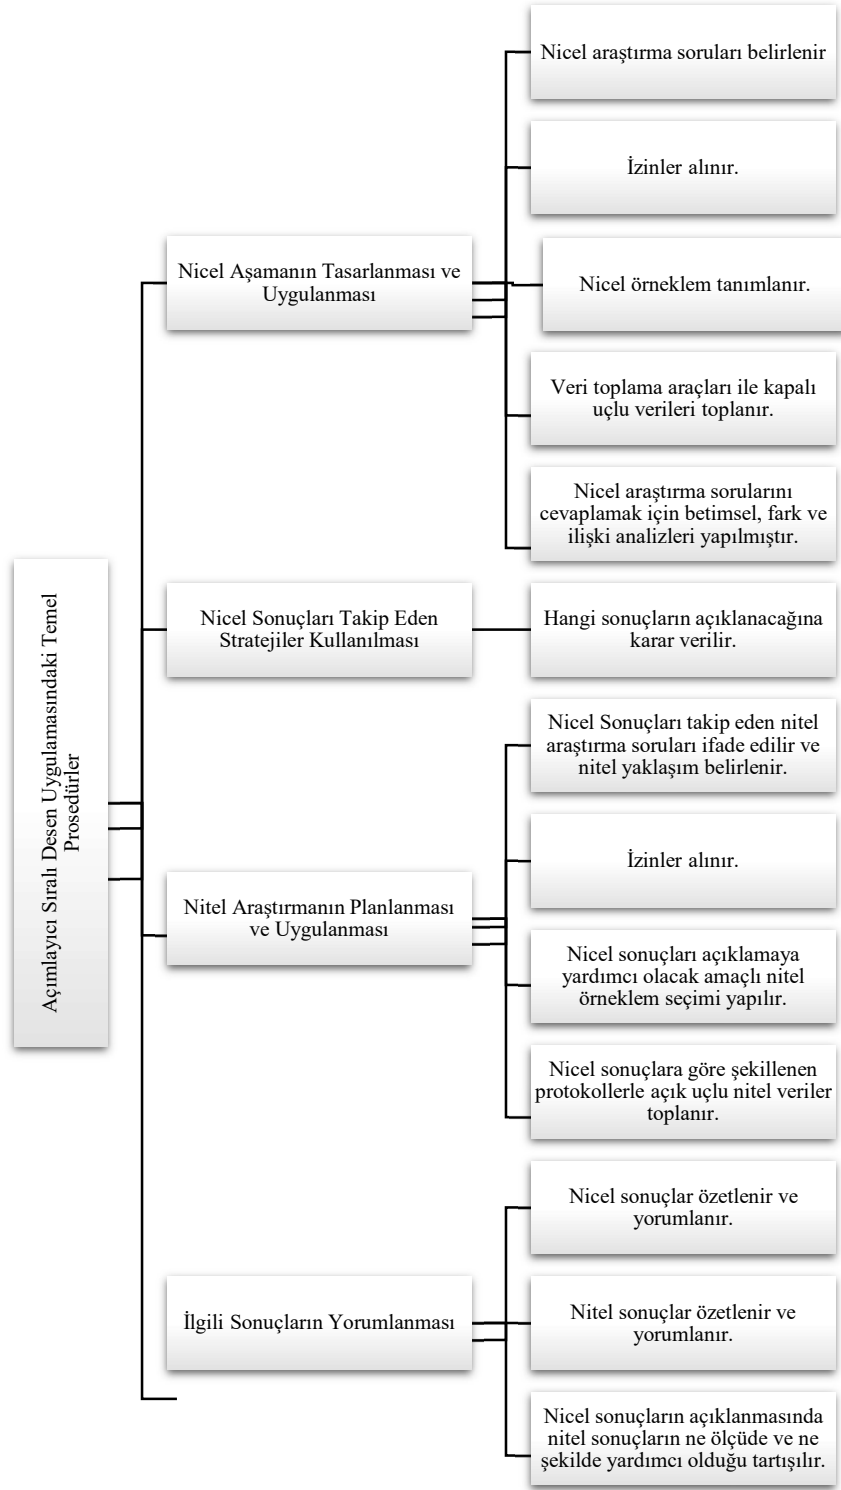 Açımlayıcı Sıralı Desen Uygulamasındaki Temel
Prosedürler
Nicel Aşamanın Tasarlanması ve
Uygulanması
Nicel araştırma soruları belirlenir
İzinler alınır.
Nicel örneklem tanımlanır.
Veri toplama araçları ile kapalı
uçlu verileri toplanır.
Nicel araştırma sorularını
cevaplamak için betimsel, fark ve
ilişki analizleri yapılmıştır.
Nicel Sonuçları Takip Eden
Stratejiler Kullanılması
Hangi sonuçların açıklanacağına
karar verilir.
Nitel Araştırmanın Planlanması
ve Uygulanması
Nicel Sonuçları takip eden nitel
araştırma soruları ifade edilir ve
nitel yaklaşım belirlenir.
İzinler alınır.
Nicel sonuçları açıklamaya
yardımcı olacak amaçlı nitel
örneklem seçimi yapılır.
Nicel sonuçlara göre şekillenen
protokollerle açık uçlu nitel veriler
toplanır.
İlgili Sonuçların Yorumlanması
Nicel sonuçlar özetlenir ve
yorumlanır.
Nitel sonuçlar özetlenir ve
yorumlanır.
Nicel sonuçların açıklanmasında
nitel sonuçların ne ölçüde ve ne
şekilde yardımcı olduğu tartışılır.